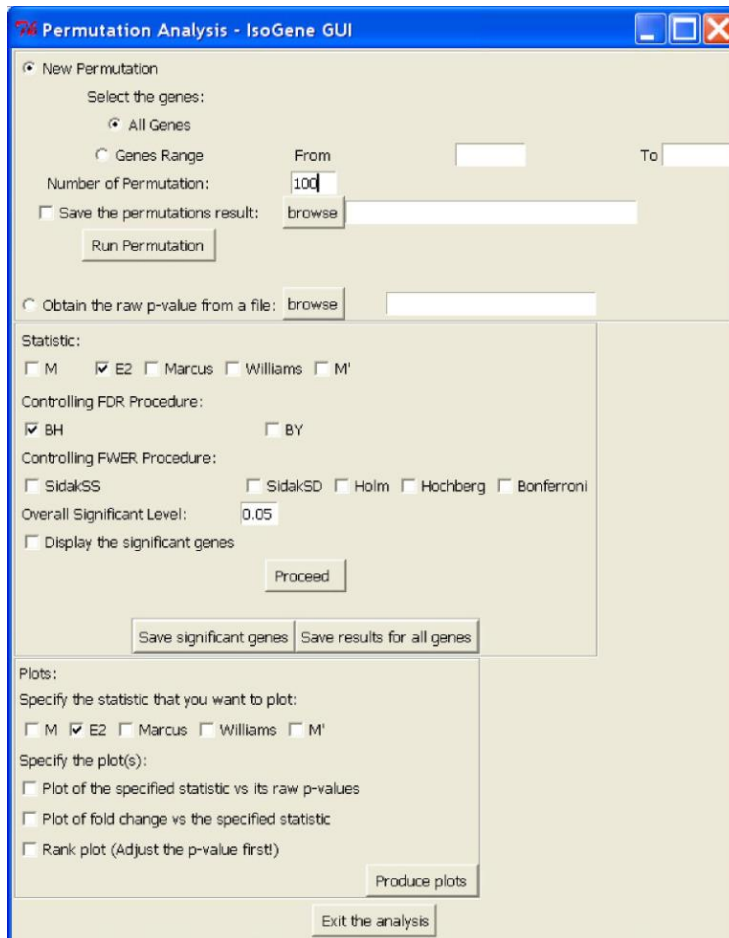 Permutation Analysis - IsoGene GUI
New Permutation
Select the genes:
All Genes
Genes Range From To
Number of Permutation: 100
Save the permutations result: browse
Run Permutation
Obtain the raw p-value from a file: browse
Statistic:
M E2 Marcus Williams M'
Controlling FDR Procedure:
BH BY
Controlling FWER Procedure:
SidakSS SidakSD Holm Hochberg Bonferroni
Overall Significant Level: 0.05
Display the significant genes
Proceed
Save significant genes Save results for all genes
Plots:
Specify the statistic that you want to plot:
M E2 Marcus Williams M'
Specify the plot(s):
Plot of the specified statistic vs its raw p-values
Plot of fold change vs the specified statistic
Rank plot (Adjust the p-value first!)
Produce plots
Exit the analysis